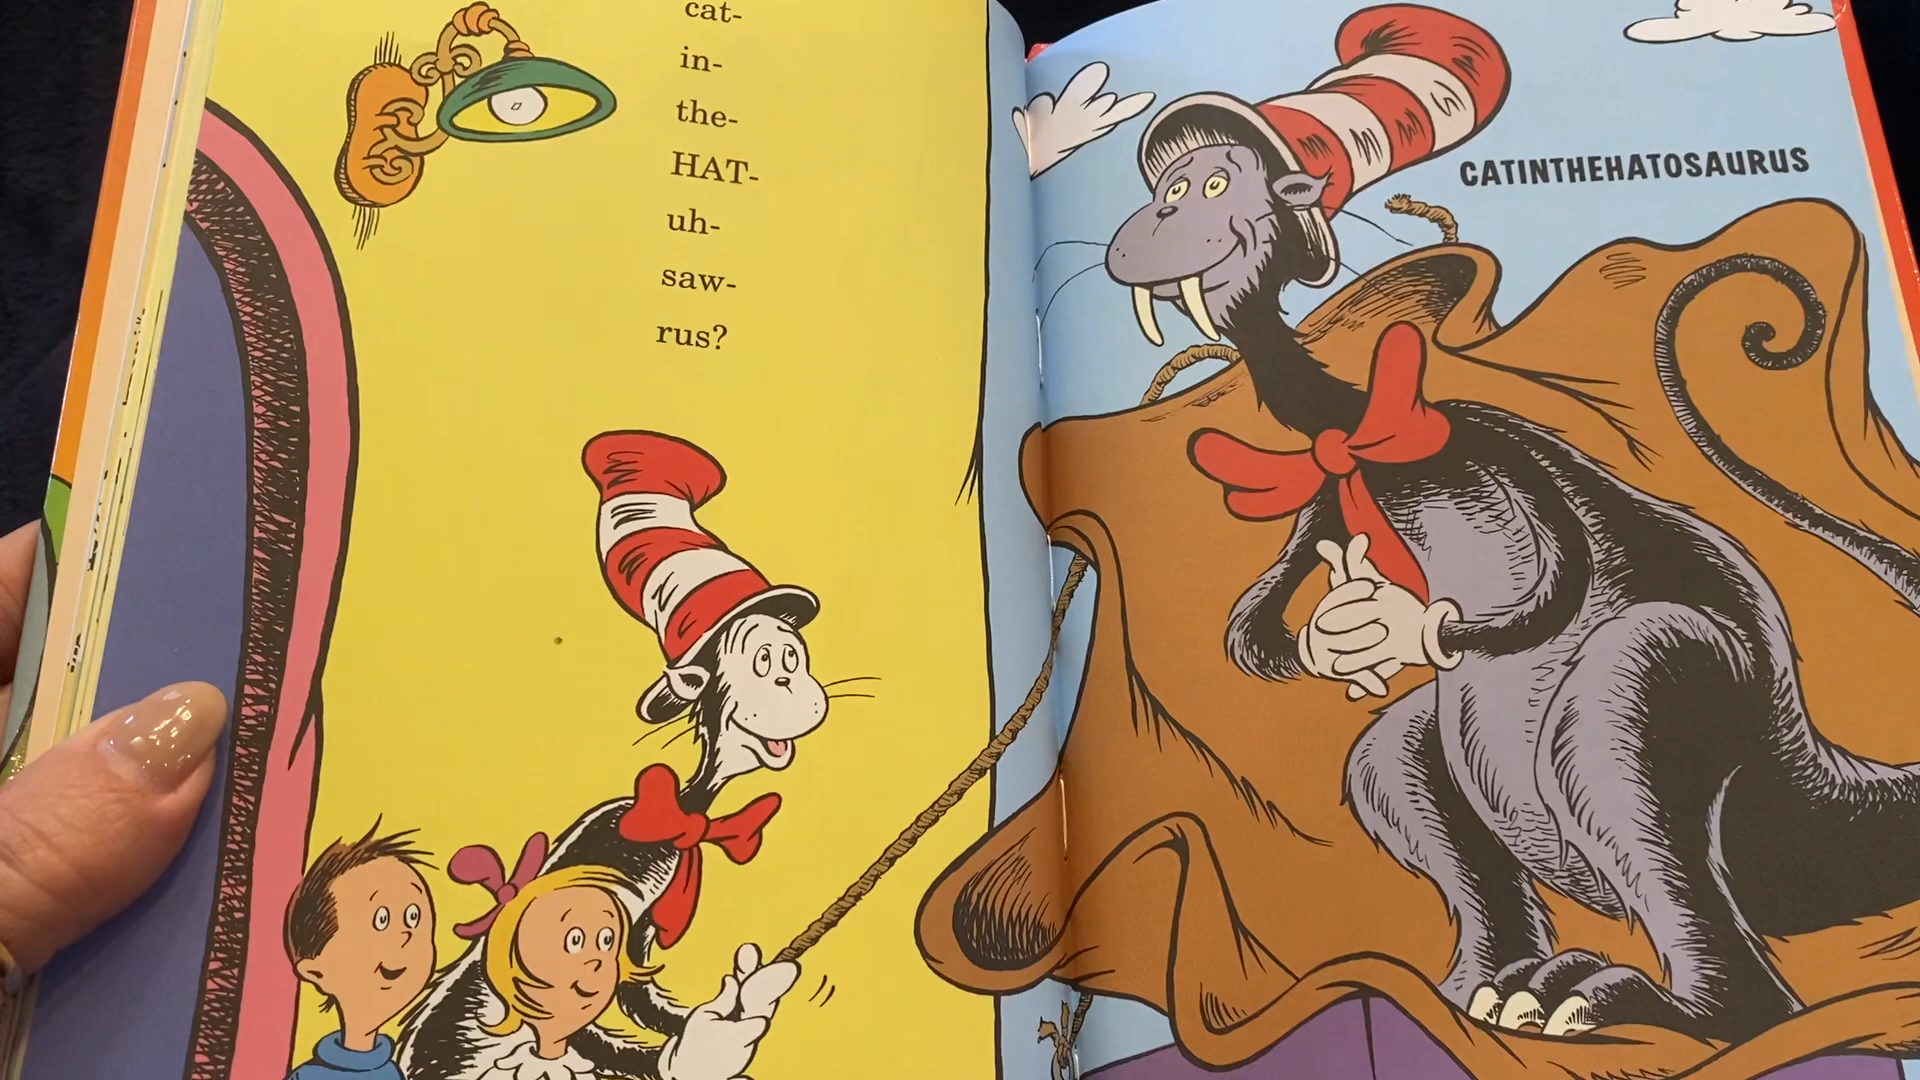 cat-
in-
the-
HAT-
uh-
saw-
rus?
CATINTHEHATOSAURUS